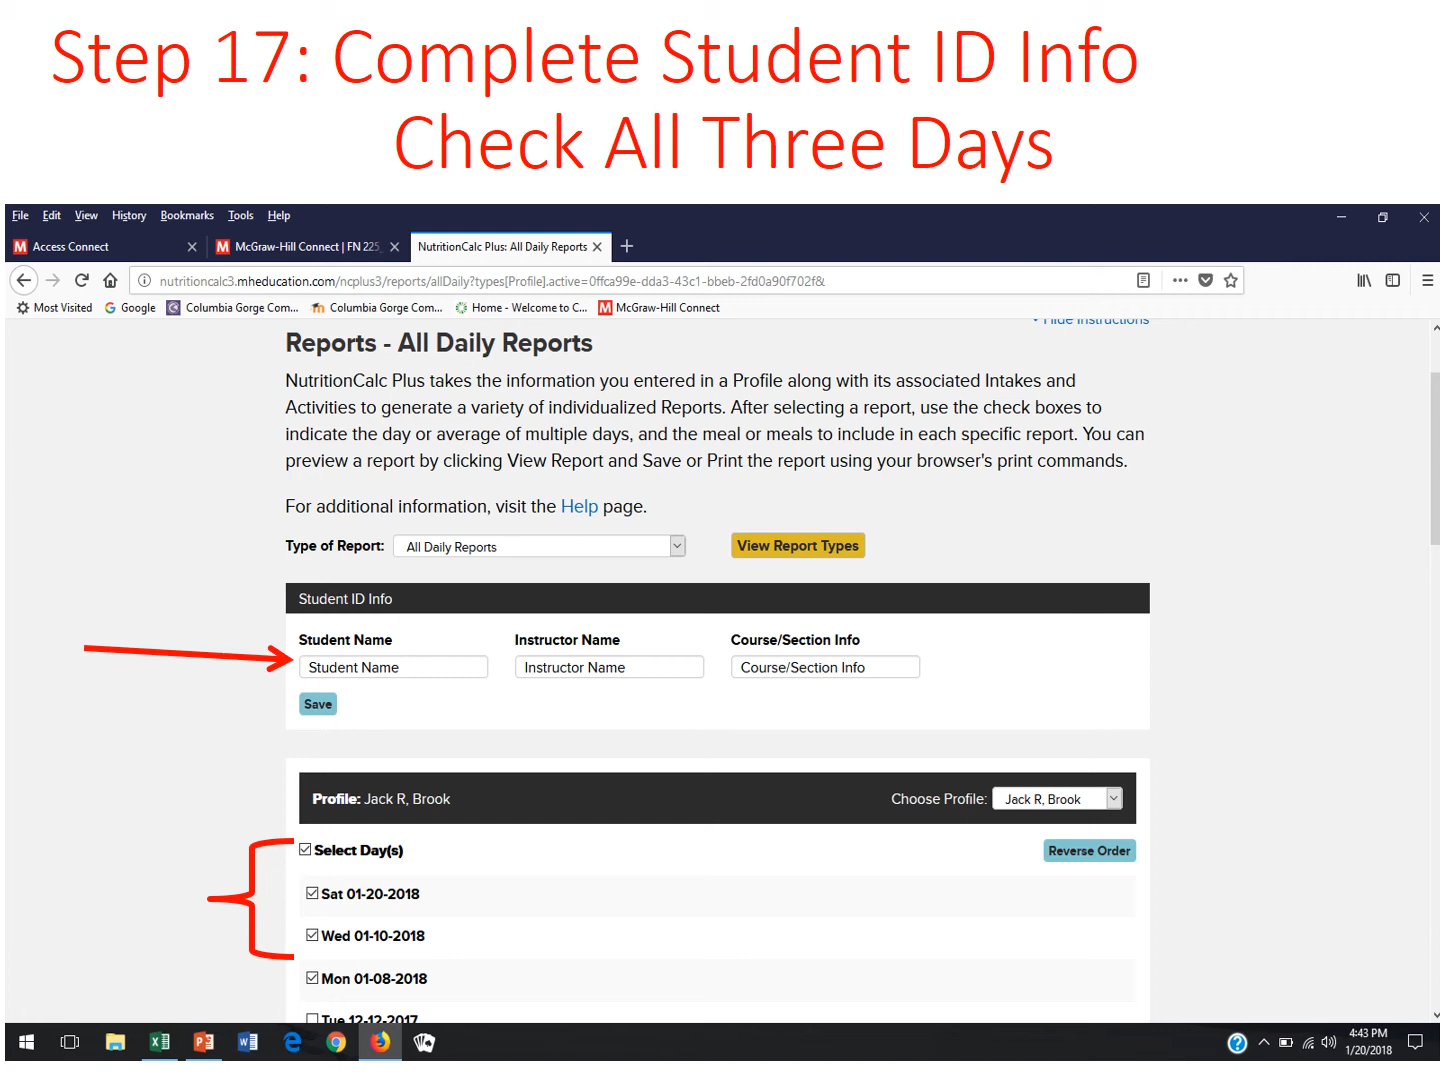 Step 17: Complete Student ID Info
Check All Three Days
File Edit View History Bookmarks Tools Help
Access Connect
McGraw-Hill Connect | FN 225_
NutritionCalc Plus: All Daily Reports
nutritioncalc3.mheducation.com/ncplus3/reports/allDaily?types[Profile].active=0ffca99e-dda3-43c1-bbeb-2fd0a90f702f&
Most Visited Google Columbia Gorge Com... Columbia Gorge Com... Home - Welcome to C... McGraw-Hill Connect
Hide Instructions
Reports - All Daily Reports
NutritionCalc Plus takes the information you entered in a Profile along with its associated Intakes and
Activities to generate a variety of individualized Reports. After selecting a report, use the check boxes to
indicate the day or average of multiple days, and the meal or meals to include in each specific report. You can
preview a report by clicking View Report and Save or Print the report using your browser's print commands.
For additional information, visit the Help page.
Type of Report: All Daily Reports View Report Types
Student ID Info
Student Name Instructor Name Course/Section Info
Student Name Instructor Name Course/Section Info
Save
Profile: Jack R, Brook Choose Profile: Jack R, Brook
Select Day(s) Reverse Order
Sat 01-20-2018
Wed 01-10-2018
Mon 01-08-2018
Tue 12-12-2017
4:43 PM
1/20/2018